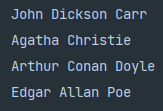 John Dickson Carr
Agatha Christie
Arthur Conan Doyle
Edgar Allan Poe